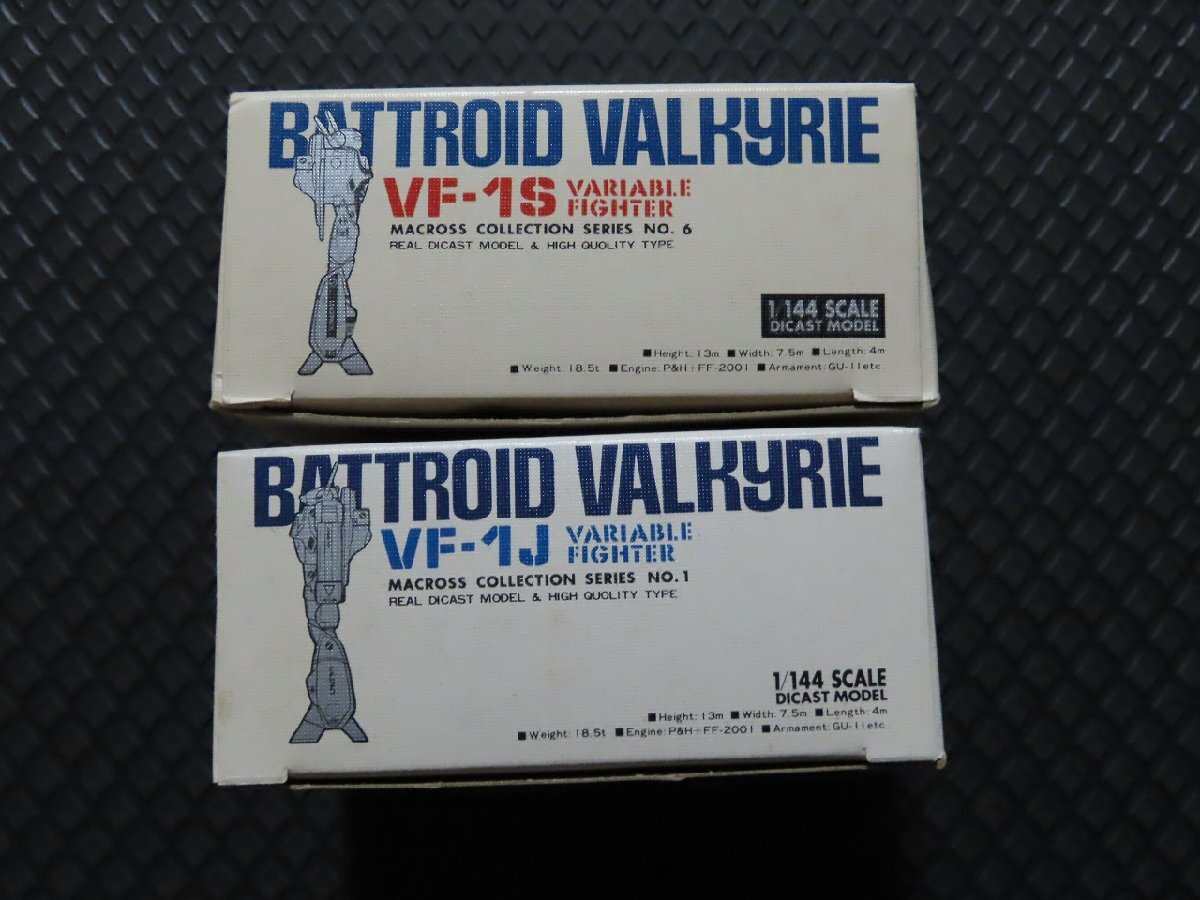 BATTROID VALKYRIE
VF-1S VARIABLE FIGHTER
MACROSS COLLECTION SERIES NO. 6
REAL DICAST MODEL & HIGH QUOLITY TYPE
1/144 SCALE
DICAST MODEL
■Height: 13m ■Width: 7.5m ■Length: 4m
■Weight: 18.5t ■Engine: P&H+FF-2001 ■Armament: GU-11etc.
BATTROID VALKYRIE
VF-1J VARIABLE FIGHTER
MACROSS COLLECTION SERIES NO.1
REAL DICAST MODEL & HIGH QUOLITY TYPE
1/144 SCALE
DICAST MODEL
■Height: 13m ■Width: 7.5m ■Length: 4m
■Weight: 18.5t ■Engine: P&H+FF-2001 ■Armament: GU-11etc.